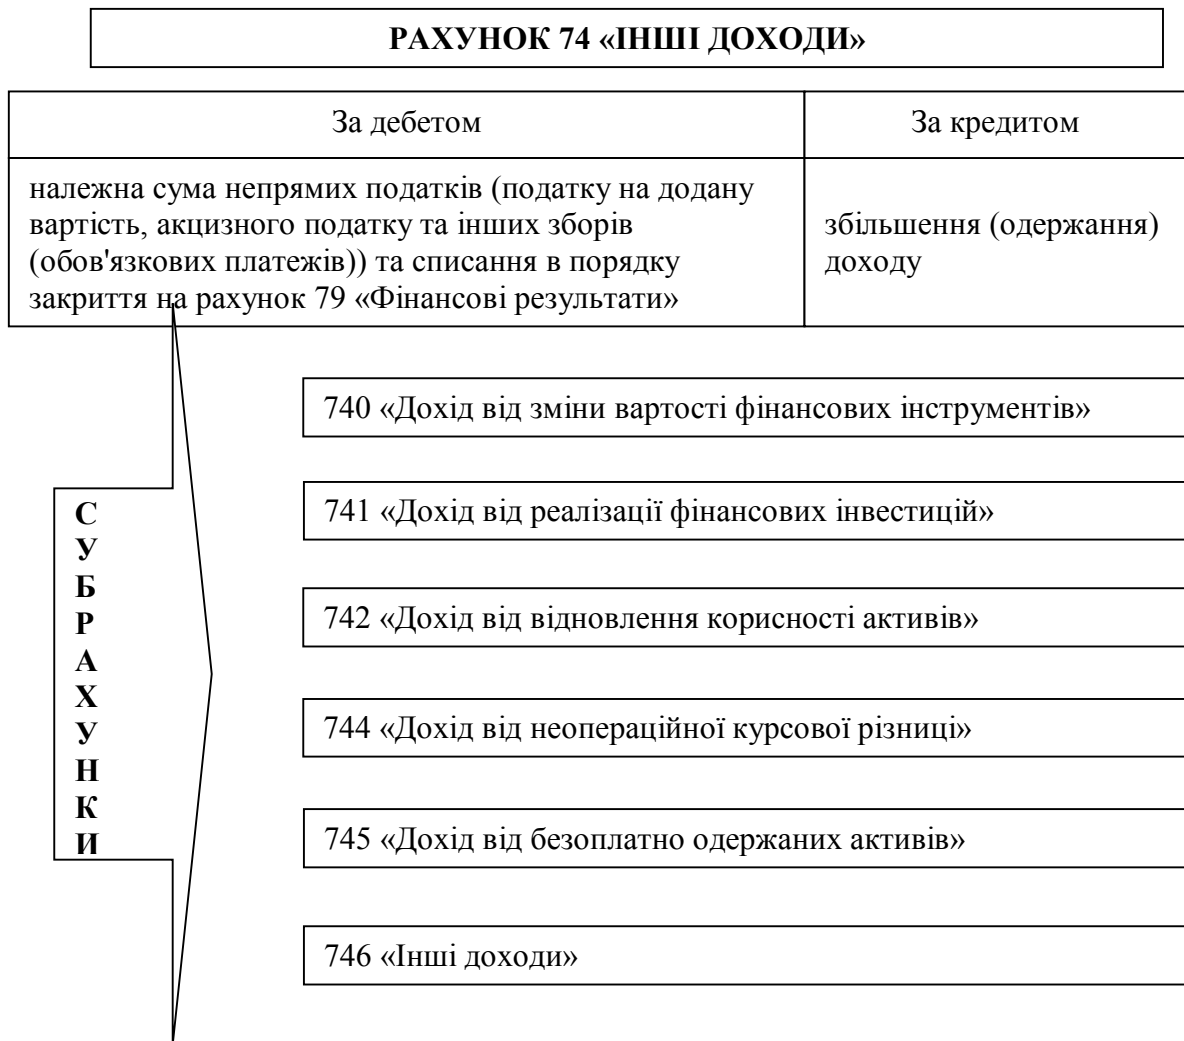 РАХУНОК 74 «ІНШІ ДОХОДИ»
За дебетом
За кредитом
належна сума непрямих податків (податку на додану
вартість, акцизного податку та інших зборів
(обов'язкових платежів)) та списання в порядку
закриття на рахунок 79 «Фінансові результати»
збільшення (одержання)
доходу
740 «Дохід від зміни вартості фінансових інструментів»
741 «Дохід від реалізації фінансових інвестицій»
742 «Дохід від відновлення корисності активів»
744 «Дохід від неопераційної курсової різниці»
745 «Дохід від безоплатно одержаних активів»
746 «Інші доходи»
С
У
Б
Р
А
Х
У
Н
К
И